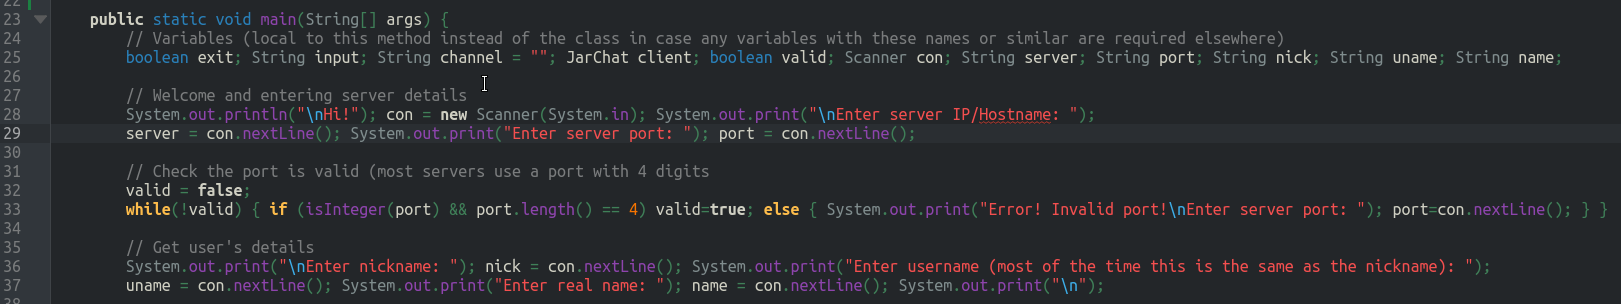 22
23 public static void main(String[] args) {
24 // Variables (local to this method instead of the class in case any variables with these names or similar are required elsewhere)
25 boolean exit; String input; String channel = ""; JarChat client; boolean valid; Scanner con; String server; String port; String nick; String uname; String name;
26
27 // Welcome and entering server details
28 System.out.println("\nHi!"); con = new Scanner(System.in); System.out.print("\nEnter server IP/Hostname: ");
29 server = con.nextLine(); System.out.print("Enter server port: "); port = con.nextLine();
30
31 // Check the port is valid (most servers use a port with 4 digits
32 valid = false;
33 while(!valid) { if (isInteger(port) && port.length() == 4) valid=true; else { System.out.print("Error! Invalid port!\nEnter server port: "); port=con.nextLine(); } }
34
35 // Get user's details
36 System.out.print("\nEnter nickname: "); nick = con.nextLine(); System.out.print("Enter username (most of the time this is the same as the nickname): ");
37 uname = con.nextLine(); System.out.print("Enter real name: "); name = con.nextLine(); System.out.print("\n");
38